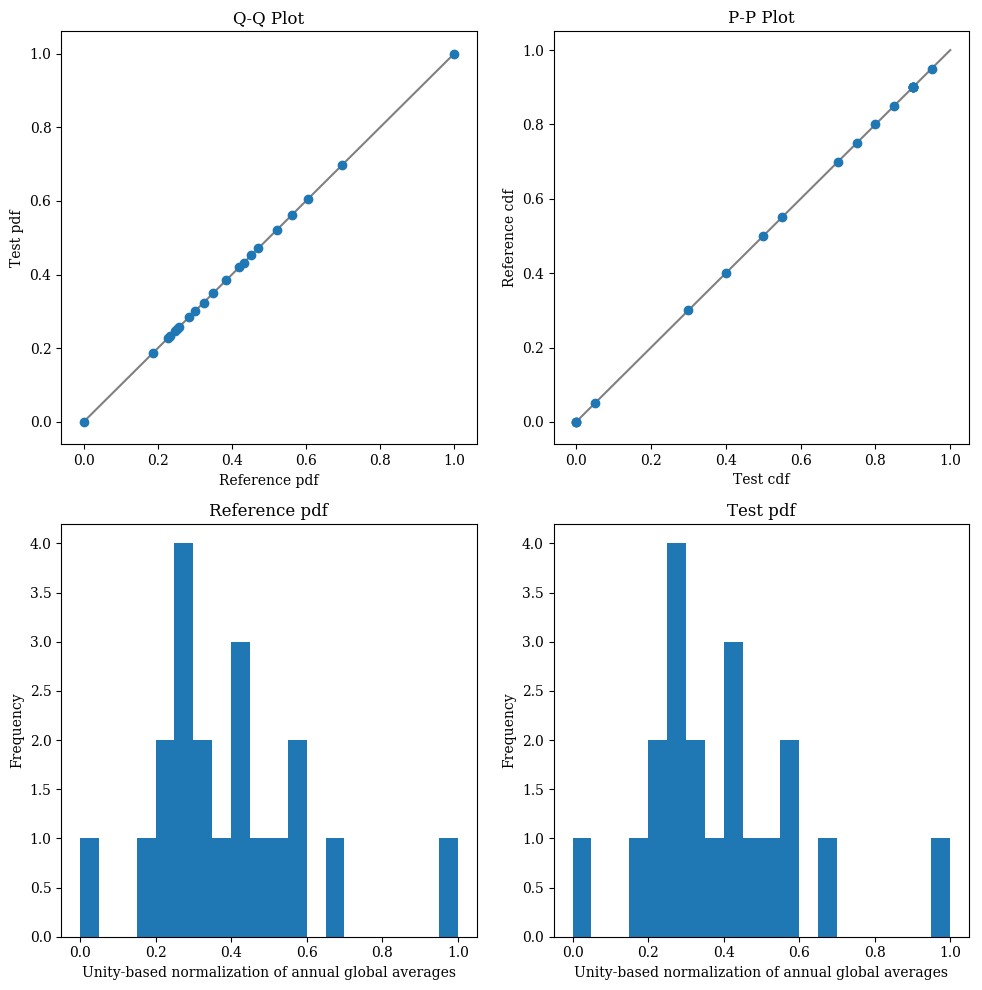 Q-Q Plot
1.0
0.8
0.6
0.4
0.2
0.0
Test pdf
0.0 0.2 0.4 0.6 0.8 1.0
Reference pdf
P-P Plot
1.0
0.8
0.6
0.4
0.2
0.0
Reference cdf
0.0 0.2 0.4 0.6 0.8 1.0
Test cdf
Reference pdf
4.0
3.5
3.0
2.5
2.0
1.5
1.0
0.5
0.0
Frequency
0.0 0.2 0.4 0.6 0.8 1.0
Unity-based normalization of annual global averages
Test pdf
4.0
3.5
3.0
2.5
2.0
1.5
1.0
0.5
0.0
Frequency
0.0 0.2 0.4 0.6 0.8 1.0
Unity-based normalization of annual global averages